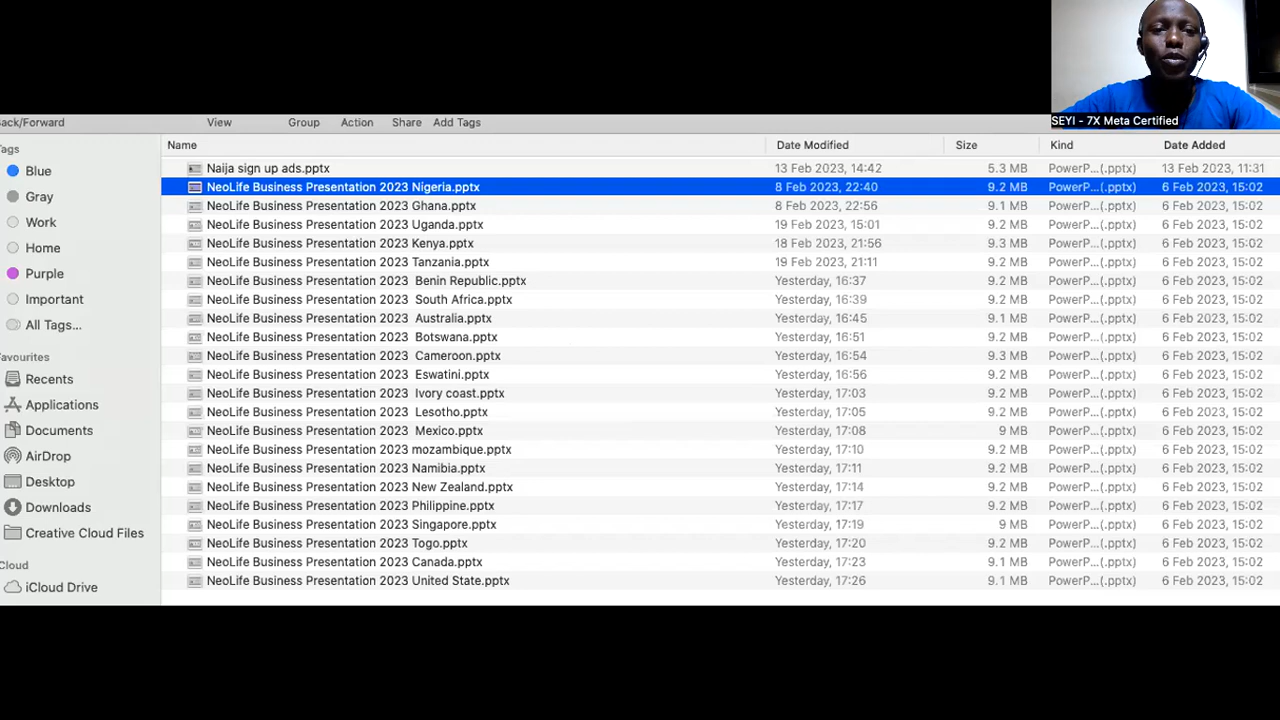 SEYI - 7X Meta Certified
Back/Forward View Group Action Share Add Tags
Tags
Blue
Gray
Work
Home
Purple
Important
All Tags...
Favourites
Recents
Applications
Documents
AirDrop
Desktop
Downloads
Creative Cloud Files
iCloud
iCloud Drive
Name Date Modified Size Kind Date Added
Naija sign up ads.pptx 13 Feb 2023, 14:42 5.3 MB PowerP...(.pptx) 13 Feb 2023, 11:31
NeoLife Business Presentation 2023 Nigeria.pptx 8 Feb 2023, 22:40 9.2 MB PowerP...(.pptx) 6 Feb 2023, 15:02
NeoLife Business Presentation 2023 Ghana.pptx 8 Feb 2023, 22:56 9.1 MB PowerP...(.pptx) 6 Feb 2023, 15:02
NeoLife Business Presentation 2023 Uganda.pptx 19 Feb 2023, 15:01 9.2 MB PowerP...(.pptx) 6 Feb 2023, 15:02
NeoLife Business Presentation 2023 Kenya.pptx 18 Feb 2023, 21:56 9.3 MB PowerP...(.pptx) 6 Feb 2023, 15:02
NeoLife Business Presentation 2023 Tanzania.pptx 19 Feb 2023, 21:11 9.2 MB PowerP...(.pptx) 6 Feb 2023, 15:02
NeoLife Business Presentation 2023 Benin Republic.pptx Yesterday, 16:37 9.2 MB PowerP...(.pptx) 6 Feb 2023, 15:02
NeoLife Business Presentation 2023 South Africa.pptx Yesterday, 16:39 9.2 MB PowerP...(.pptx) 6 Feb 2023, 15:02
NeoLife Business Presentation 2023 Australia.pptx Yesterday, 16:45 9.1 MB PowerP...(.pptx) 6 Feb 2023, 15:02
NeoLife Business Presentation 2023 Botswana.pptx Yesterday, 16:51 9.2 MB PowerP...(.pptx) 6 Feb 2023, 15:02
NeoLife Business Presentation 2023 Cameroon.pptx Yesterday, 16:54 9.3 MB PowerP...(.pptx) 6 Feb 2023, 15:02
NeoLife Business Presentation 2023 Eswatini.pptx Yesterday, 16:56 9.2 MB PowerP...(.pptx) 6 Feb 2023, 15:02
NeoLife Business Presentation 2023 Ivory coast.pptx Yesterday, 17:03 9.2 MB PowerP...(.pptx) 6 Feb 2023, 15:02
NeoLife Business Presentation 2023 Lesotho.pptx Yesterday, 17:05 9.2 MB PowerP...(.pptx) 6 Feb 2023, 15:02
NeoLife Business Presentation 2023 Mexico.pptx Yesterday, 17:08 9 MB PowerP...(.pptx) 6 Feb 2023, 15:02
NeoLife Business Presentation 2023 mozambique.pptx Yesterday, 17:10 9.2 MB PowerP...(.pptx) 6 Feb 2023, 15:02
NeoLife Business Presentation 2023 Namibia.pptx Yesterday, 17:11 9.2 MB PowerP...(.pptx) 6 Feb 2023, 15:02
NeoLife Business Presentation 2023 New Zealand.pptx Yesterday, 17:14 9.2 MB PowerP...(.pptx) 6 Feb 2023, 15:02
NeoLife Business Presentation 2023 Philippine.pptx Yesterday, 17:17 9.2 MB PowerP...(.pptx) 6 Feb 2023, 15:02
NeoLife Business Presentation 2023 Singapore.pptx Yesterday, 17:19 9 MB PowerP...(.pptx) 6 Feb 2023, 15:02
NeoLife Business Presentation 2023 Togo.pptx Yesterday, 17:20 9.2 MB PowerP...(.pptx) 6 Feb 2023, 15:02
NeoLife Business Presentation 2023 Canada.pptx Yesterday, 17:23 9.1 MB PowerP...(.pptx) 6 Feb 2023, 15:02
NeoLife Business Presentation 2023 United State.pptx Yesterday, 17:26 9.1 MB PowerP...(.pptx) 6 Feb 2023, 15:02